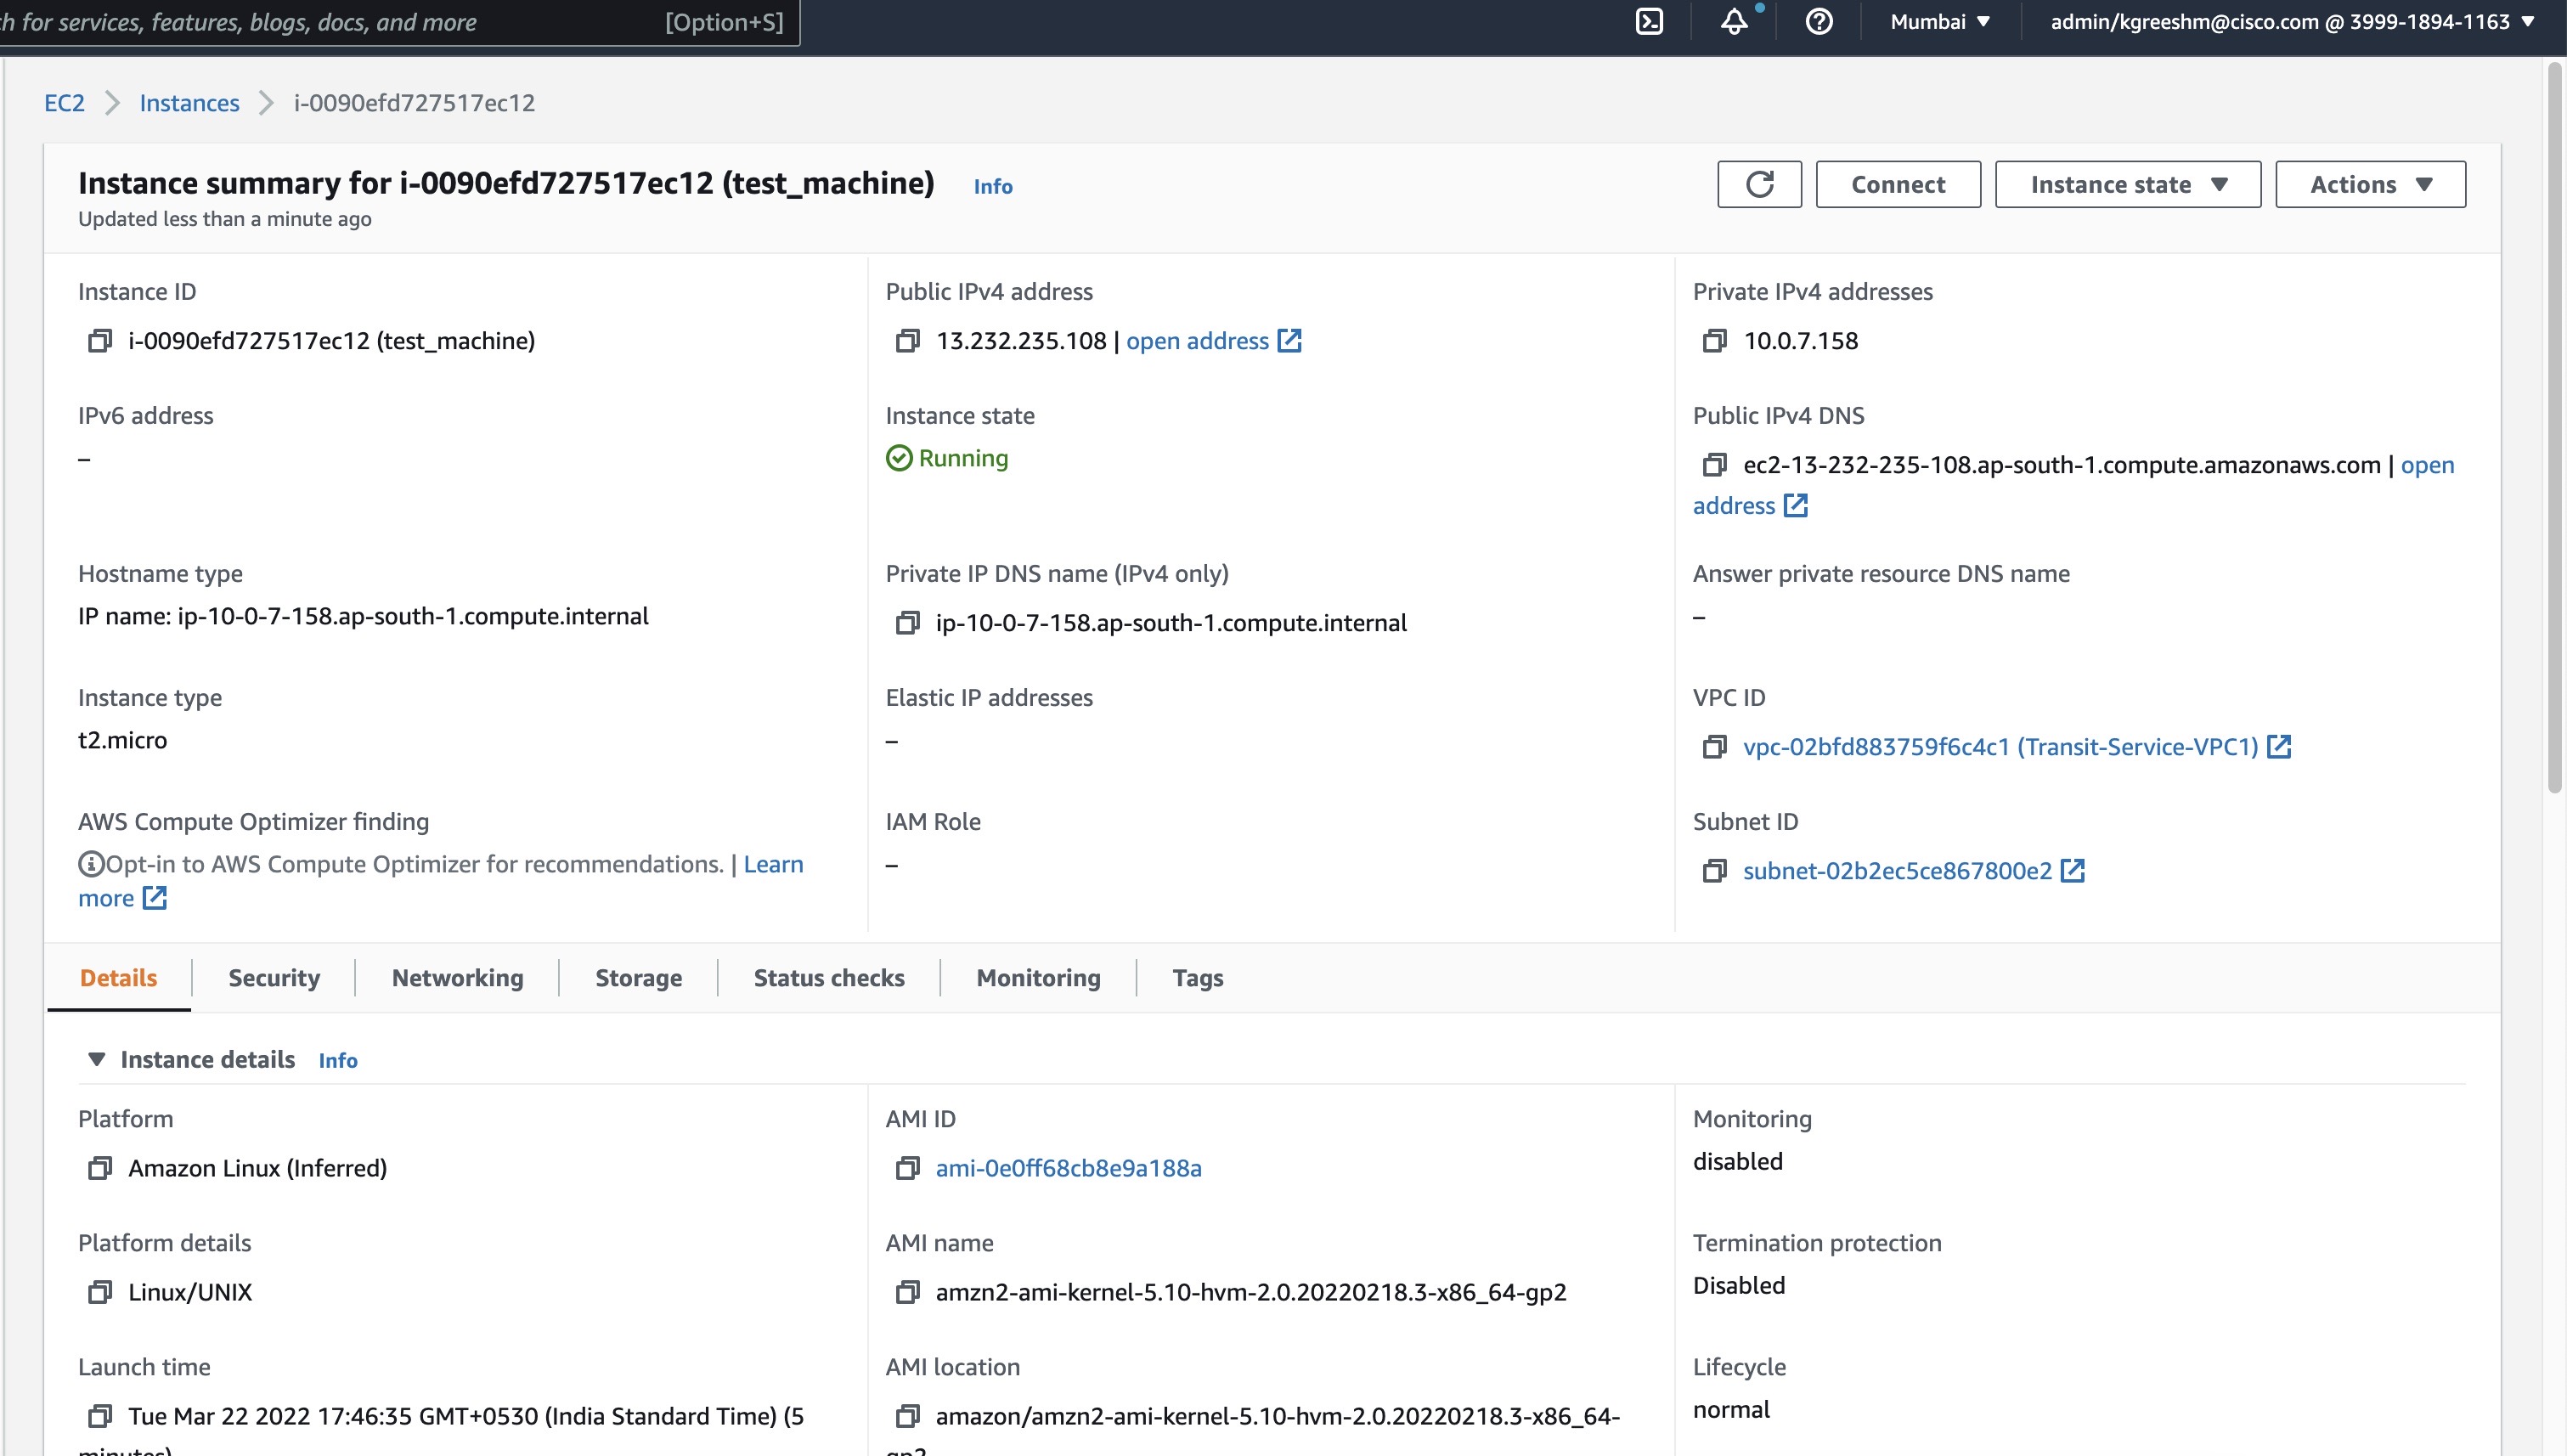 h for services, features, blogs, docs, and more [Option+S] Mumbai ▼ admin/kgreeshm@cisco.com @ 3999-1894-1163 ▼
EC2 > Instances > i-0090efd727517ec12
Instance summary for i-0090efd727517ec12 (test_machine) Info
Connect Instance state ▼ Actions ▼
Updated less than a minute ago
Instance ID
i-0090efd727517ec12 (test_machine)
Public IPv4 address
13.232.235.108 | open address
Private IPv4 addresses
10.0.7.158
IPv6 address
–
Instance state
Running
Public IPv4 DNS
ec2-13-232-235-108.ap-south-1.compute.amazonaws.com | open
address
Hostname type
IP name: ip-10-0-7-158.ap-south-1.compute.internal
Private IP DNS name (IPv4 only)
ip-10-0-7-158.ap-south-1.compute.internal
Answer private resource DNS name
–
Instance type
t2.micro
Elastic IP addresses
–
VPC ID
vpc-02bfd883759f6c4c1 (Transit-Service-VPC1)
AWS Compute Optimizer finding
Opt-in to AWS Compute Optimizer for recommendations. | Learn
more
IAM Role
–
Subnet ID
subnet-02b2ec5ce867800e2
Details Security Networking Storage Status checks Monitoring Tags
▼ Instance details Info
Platform
Amazon Linux (Inferred)
AMI ID
ami-0e0ff68cb8e9a188a
Monitoring
disabled
Platform details
Linux/UNIX
AMI name
amzn2-ami-kernel-5.10-hvm-2.0.20220218.3-x86_64-gp2
Termination protection
Disabled
Launch time
Tue Mar 22 2022 17:46:35 GMT+0530 (India Standard Time) (5
minutes)
AMI location
amazon/amzn2-ami-kernel-5.10-hvm-2.0.20220218.3-x86_64-
gp2
Lifecycle
normal